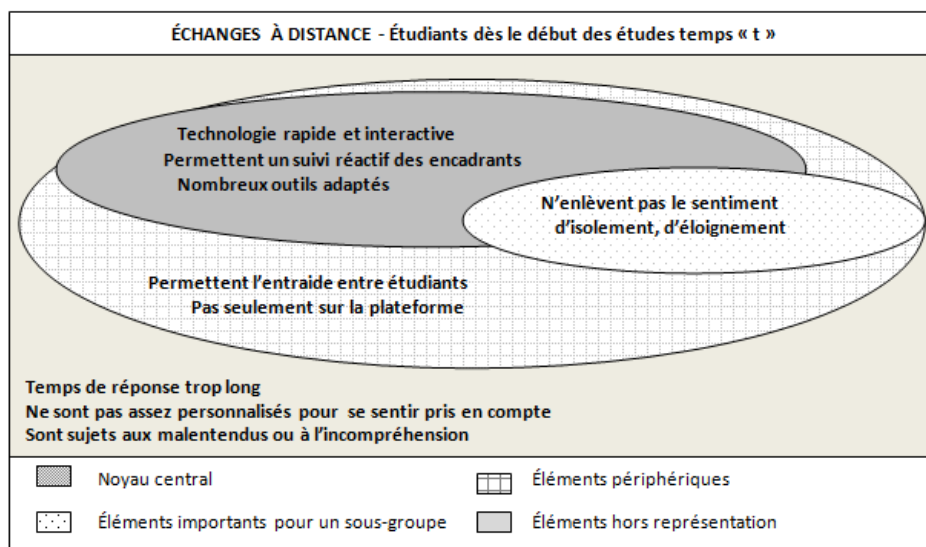 ÉCHANGES À DISTANCE - Étudiants dès le début des études temps « t »
Technologie rapide et interactive
Permettent un suivi réactif des encadrants
Nombreux outils adaptés
N’enlèvent pas le sentiment
d’isolement, d’éloignement
Permettent l’entraide entre étudiants
Pas seulement sur la plateforme
Temps de réponse trop long
Ne sont pas assez personnalisés pour se sentir pris en compte
Sont sujets aux malentendus ou à l’incompréhension
Noyau central
Éléments périphériques
Éléments importants pour un sous-groupe
Éléments hors représentation